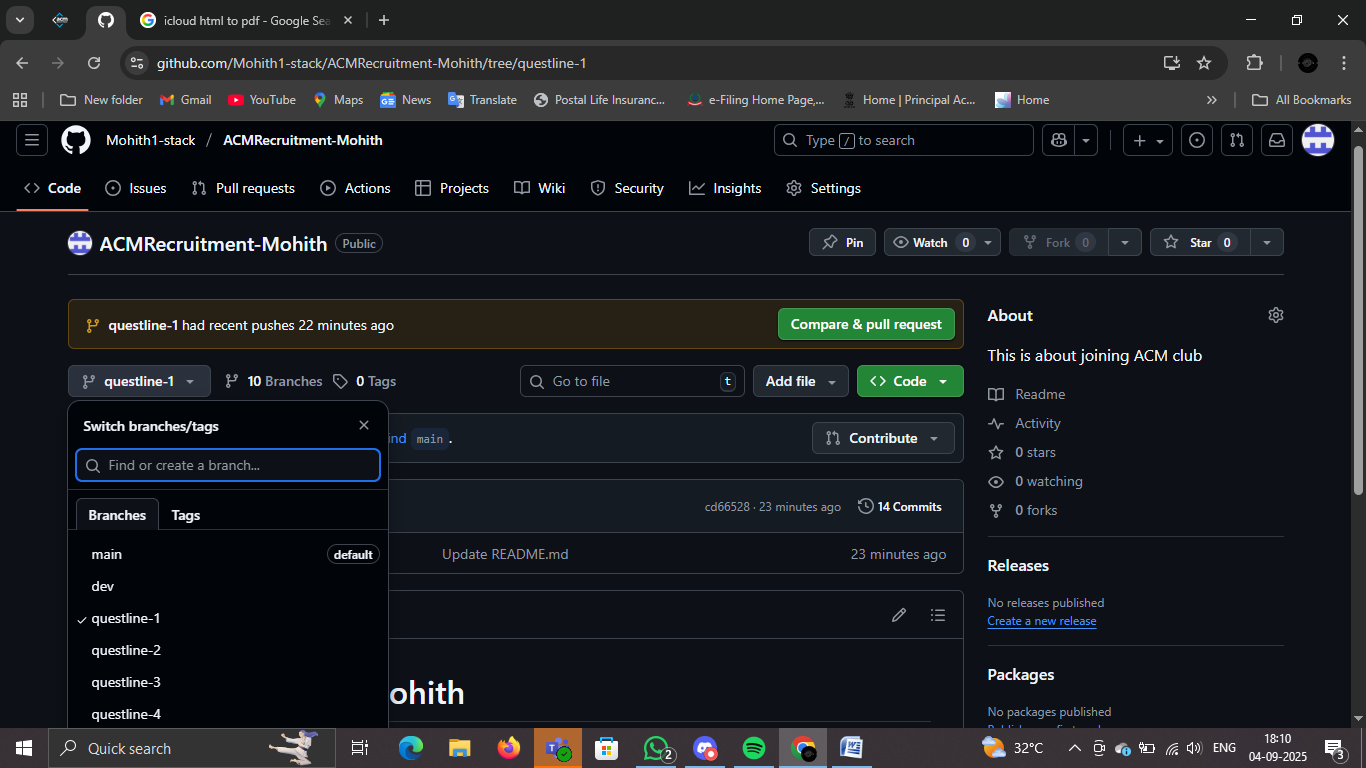 icloud html to pdf - Google Sea
github.com/Mohith1-stack/ACMRecruitment-Mohith/tree/questline-1
New folder Gmail YouTube Maps News Translate Postal Life Insuranc... e-Filing Home Page,... Home | Principal Ac... Home » All Bookmarks
Mohith1-stack / ACMRecruitment-Mohith Type / to search
Code Issues Pull requests Actions Projects Wiki Security Insights Settings
ACMRecruitment-Mohith Public Pin Watch 0 Fork 0 Star 0
questline-1 had recent pushes 22 minutes ago Compare & pull request
questline-1 10 Branches 0 Tags Go to file t Add file <> Code
Switch branches/tags
ind main . Contribute
Find or create a branch...
Branches Tags
cd66528 · 23 minutes ago 14 Commits
main default
Update README.md 23 minutes ago
dev
questline-1
questline-2
questline-3
questline-4
ohith
About
This is about joining ACM club
Readme
Activity
0 stars
0 watching
0 forks
Releases
No releases published
Create a new release
Packages
No packages published
Quick search 2 32°C ENG 18:10
04-09-2025 3